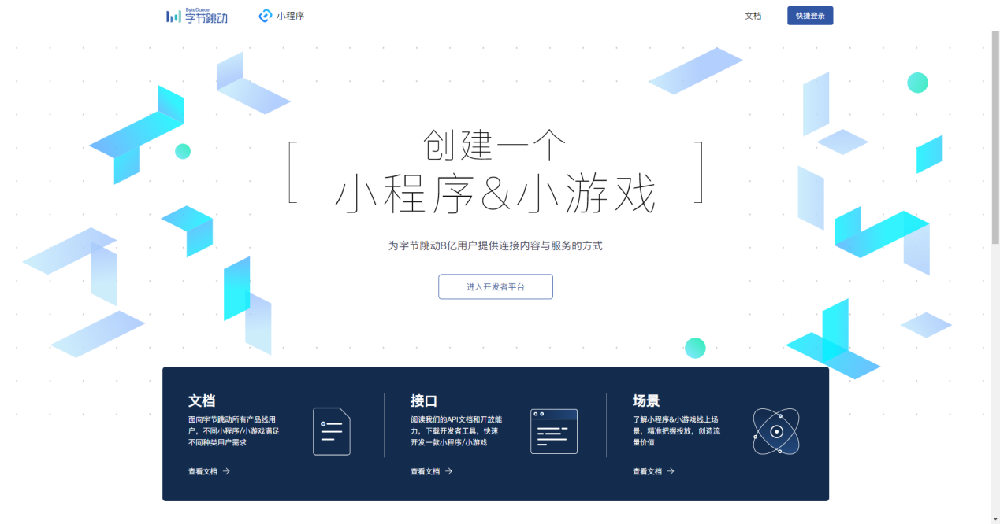 ByteDance
字节跳动
小程序
文档
快捷登录
创建一个
小程序&小游戏
为字节跳动8亿用户提供连接内容与服务的方式
进入开发者平台
文档
面向字节跳动所有产品线用
户，不同小程序/小游戏满足
不同种类用户需求
查看文档
接口
阅读我们的API文档和开放能
力，下载开发者工具，快速
开发一款小程序/小游戏
查看文档
场景
了解小程序&小游戏线上场
景，精准把握投放，创造流
量价值
查看文档